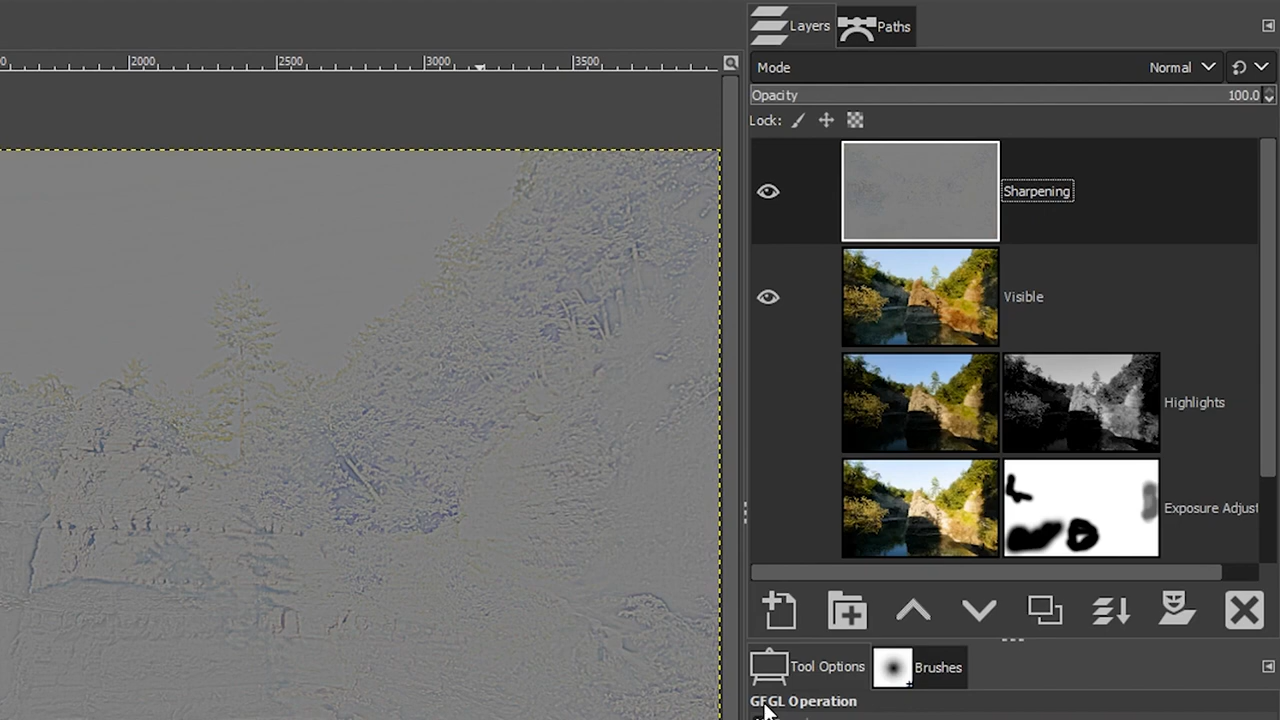 Layers
Paths
2000
2500
3000
3500
Mode
Normal
Opacity
100.0
Lock:
Sharpening
Visible
Highlights
Exposure Adjust
Tool Options
Brushes
GEGL Operation